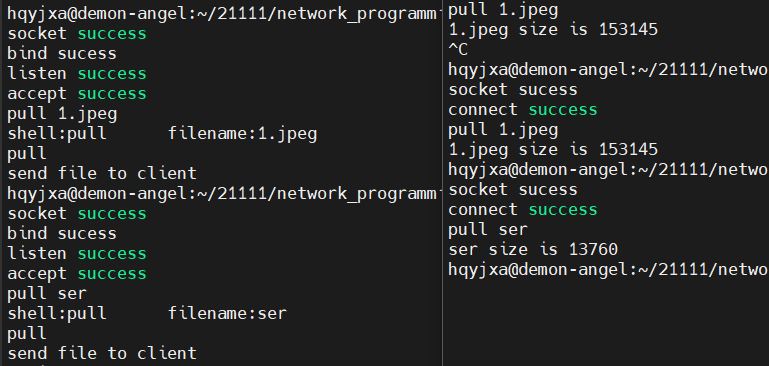 hqyjxa@demon-angel:~/21111/network_programm
socket success
bind sucess
listen success
accept success
pull 1.jpeg
shell:pull      filename:1.jpeg
pull
send file to client
hqyjxa@demon-angel:~/21111/network_programm
socket success
bind sucess
listen success
accept success
pull ser
shell:pull      filename:ser
pull
send file to client
pull 1.jpeg
1.jpeg size is 153145
^C
hqyjxa@demon-angel:~/21111/netwo
socket sucess
connect success
pull 1.jpeg
1.jpeg size is 153145
hqyjxa@demon-angel:~/21111/netwo
socket sucess
connect success
pull ser
ser size is 13760
hqyjxa@demon-angel:~/21111/netwo